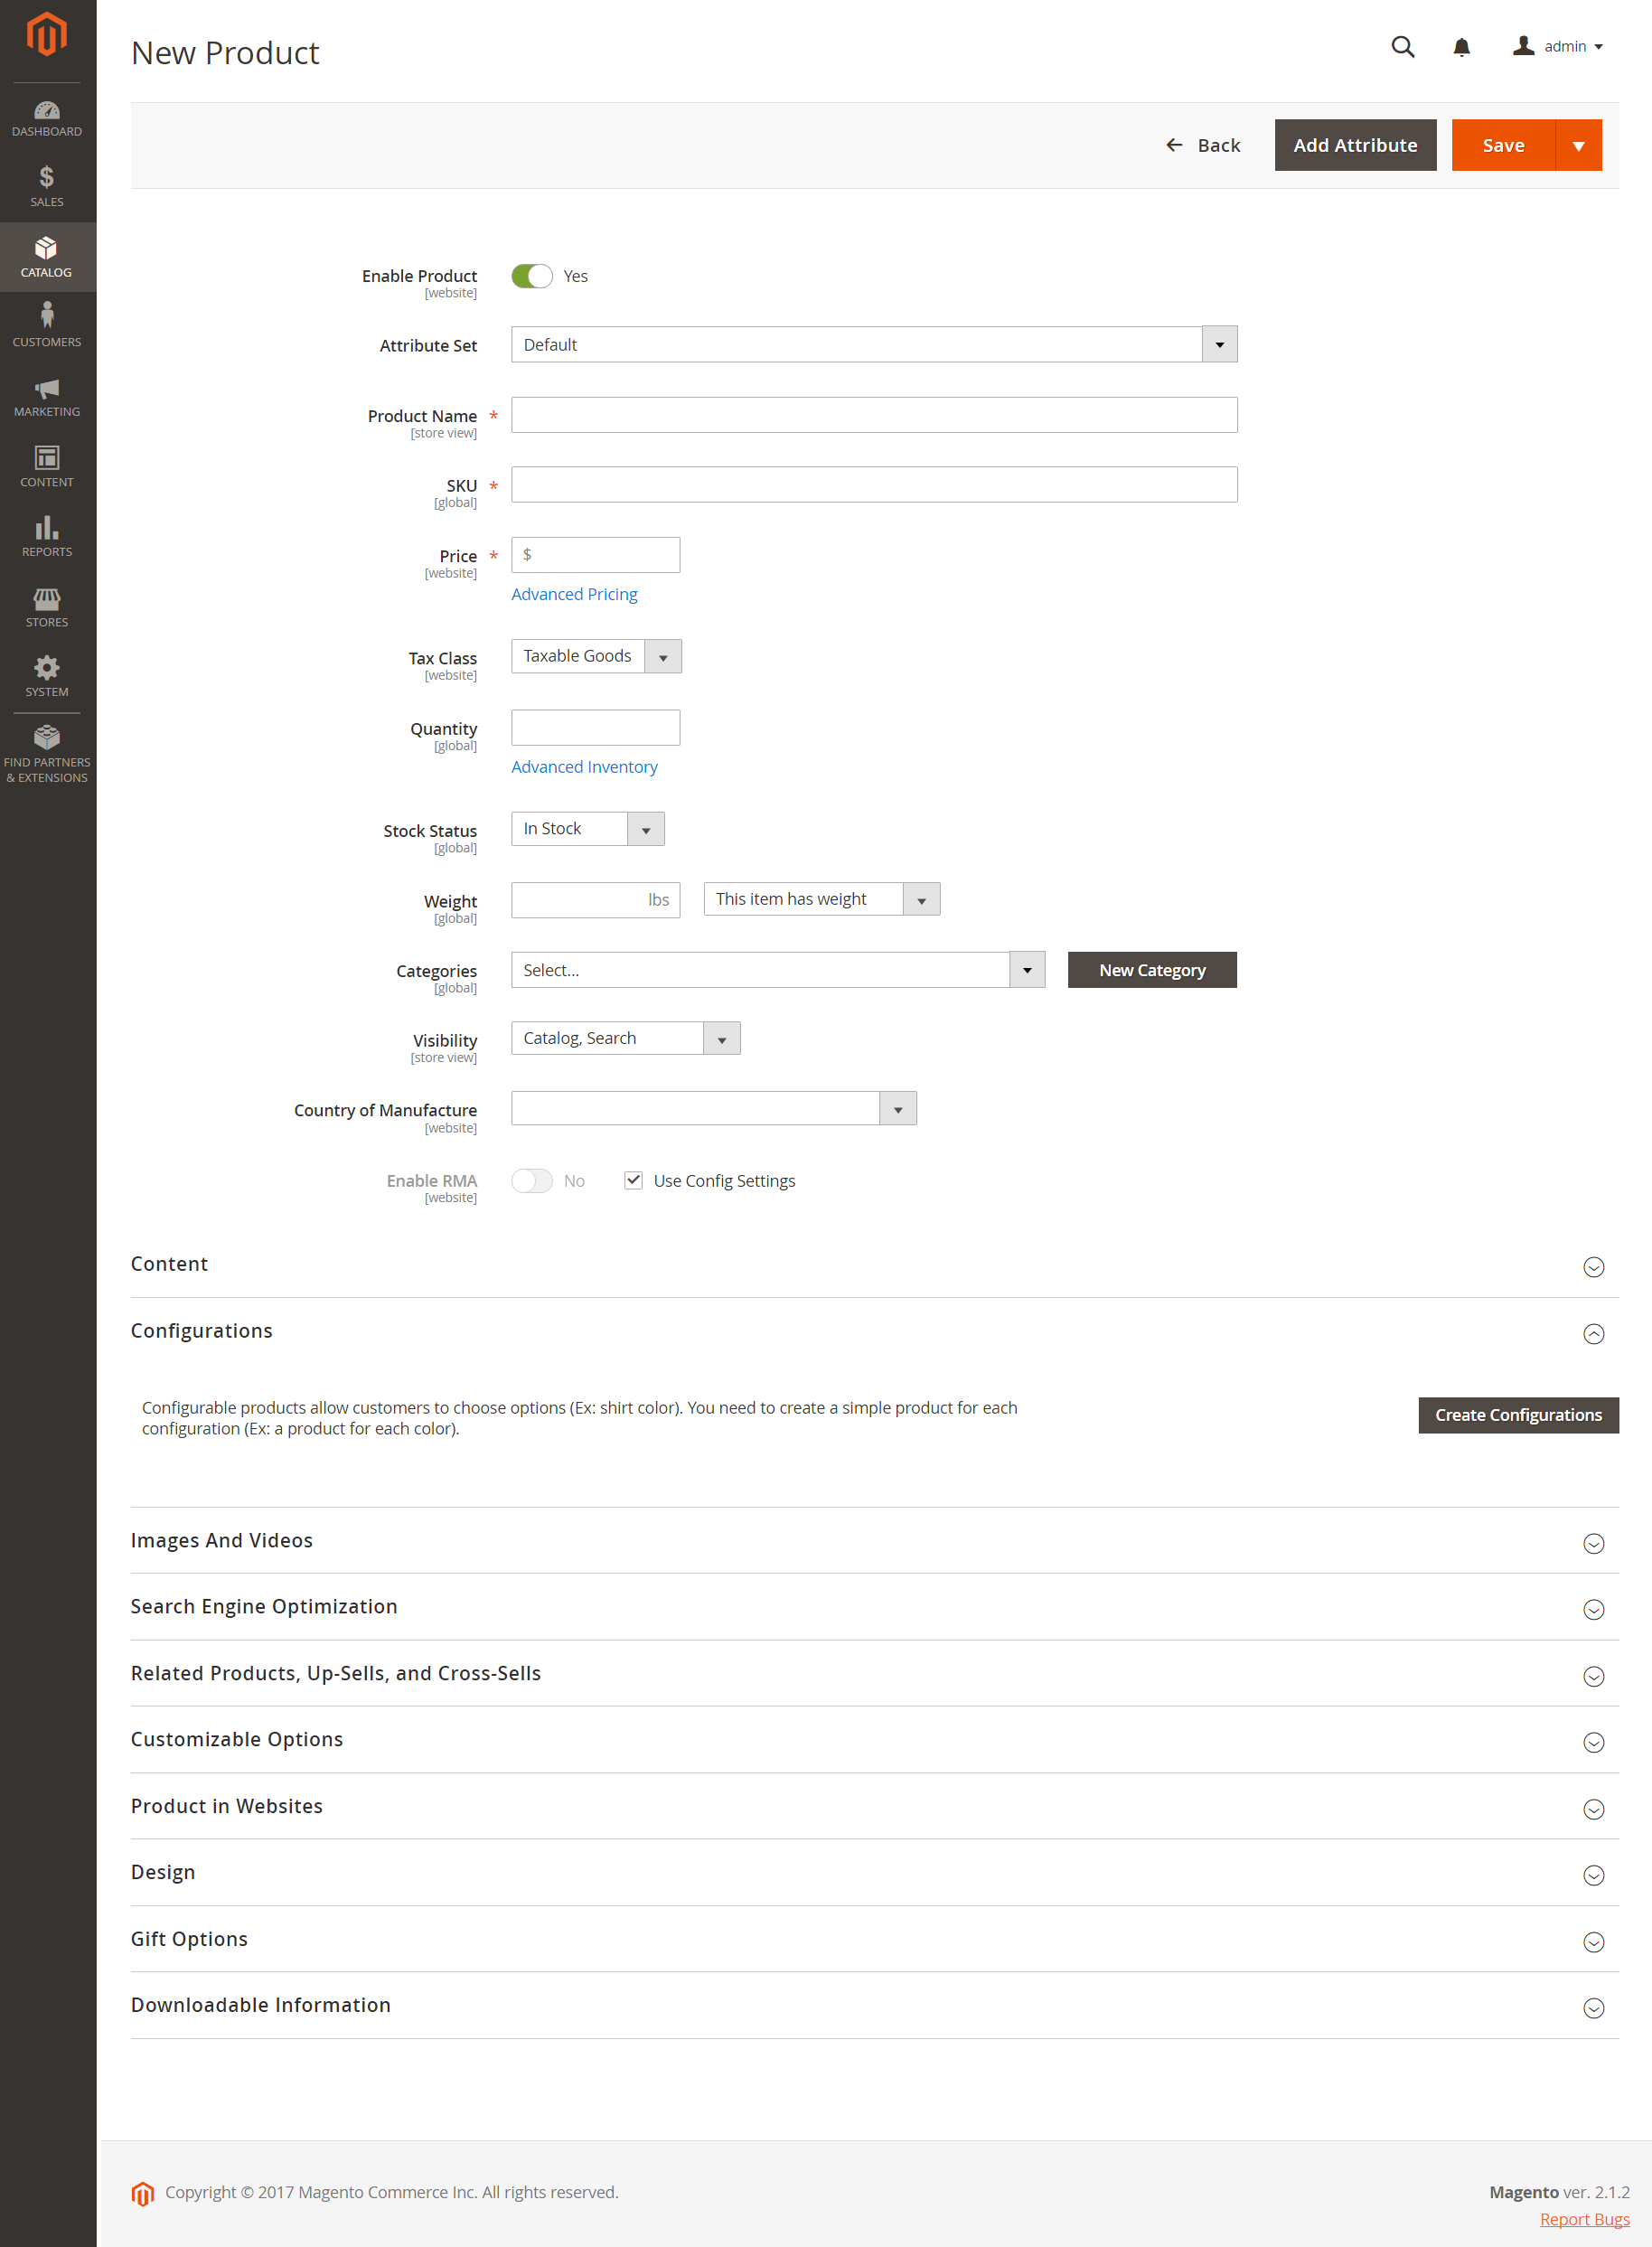 New Product
admin
DASHBOARD
SALES
CATALOG
CUSTOMERS
MARKETING
CONTENT
REPORTS
STORES
SYSTEM
FIND PARTNERS
& EXTENSIONS
Back
Add Attribute
Save
Enable Product
[website]
Yes
Attribute Set
Default
Product Name *
[store view]
SKU *
[global]
Price *
[website]
$
Advanced Pricing
Tax Class
[website]
Taxable Goods
Quantity
[global]
Advanced Inventory
Stock Status
[global]
In Stock
Weight
[global]
lbs
This item has weight
Categories
[global]
Select...
New Category
Visibility
[store view]
Catalog, Search
Country of Manufacture
[website]
Enable RMA
[website]
No
Use Config Settings
Content
Configurations
Configurable products allow customers to choose options (Ex: shirt color). You need to create a simple product for each
configuration (Ex: a product for each color).
Create Configurations
Images And Videos
Search Engine Optimization
Related Products, Up-Sells, and Cross-Sells
Customizable Options
Product in Websites
Design
Gift Options
Downloadable Information
Copyright © 2017 Magento Commerce Inc. All rights reserved.
Magento ver. 2.1.2
Report Bugs